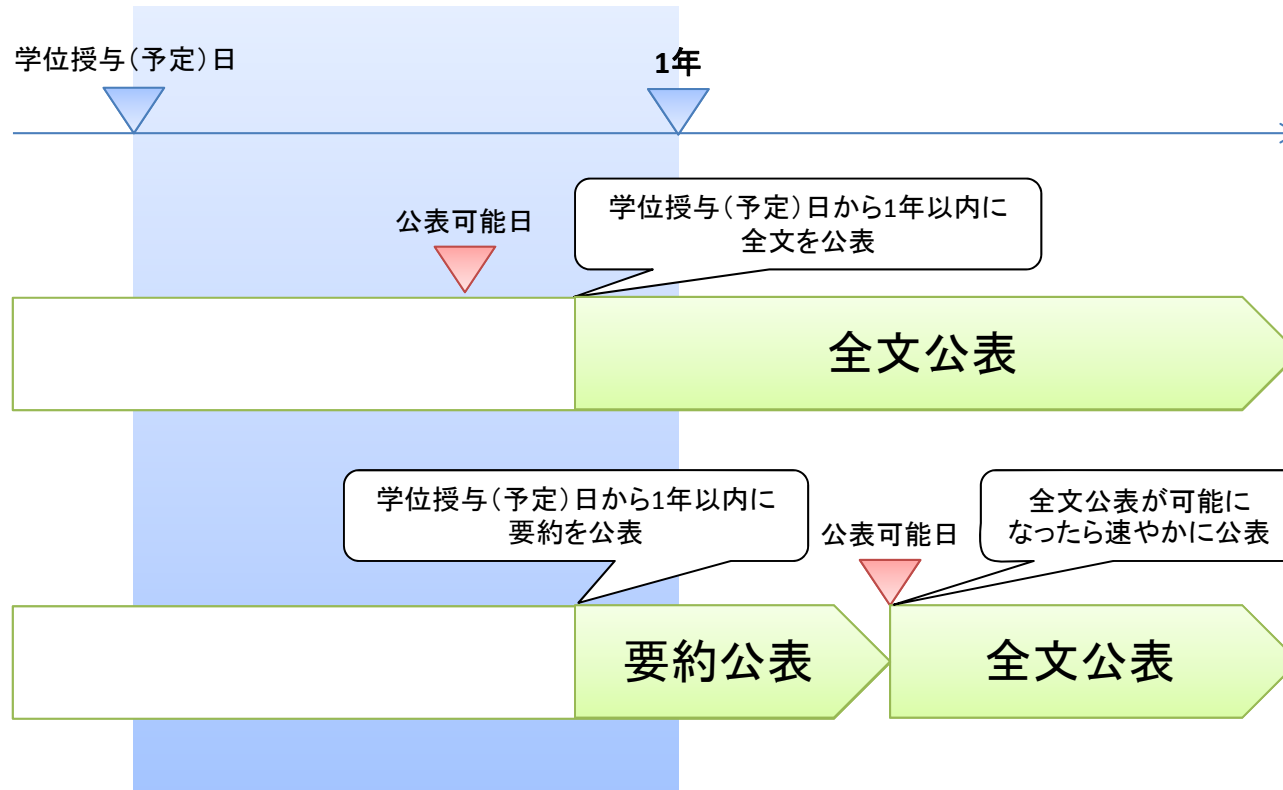 学位授与(予定)日
1年
公表可能日
学位授与(予定)日から1年以内に
全文を公表
全文公表
学位授与(予定)日から1年以内に
要約を公表
公表可能日
全文公表が可能に
なったら速やかに公表
要約公表
全文公表